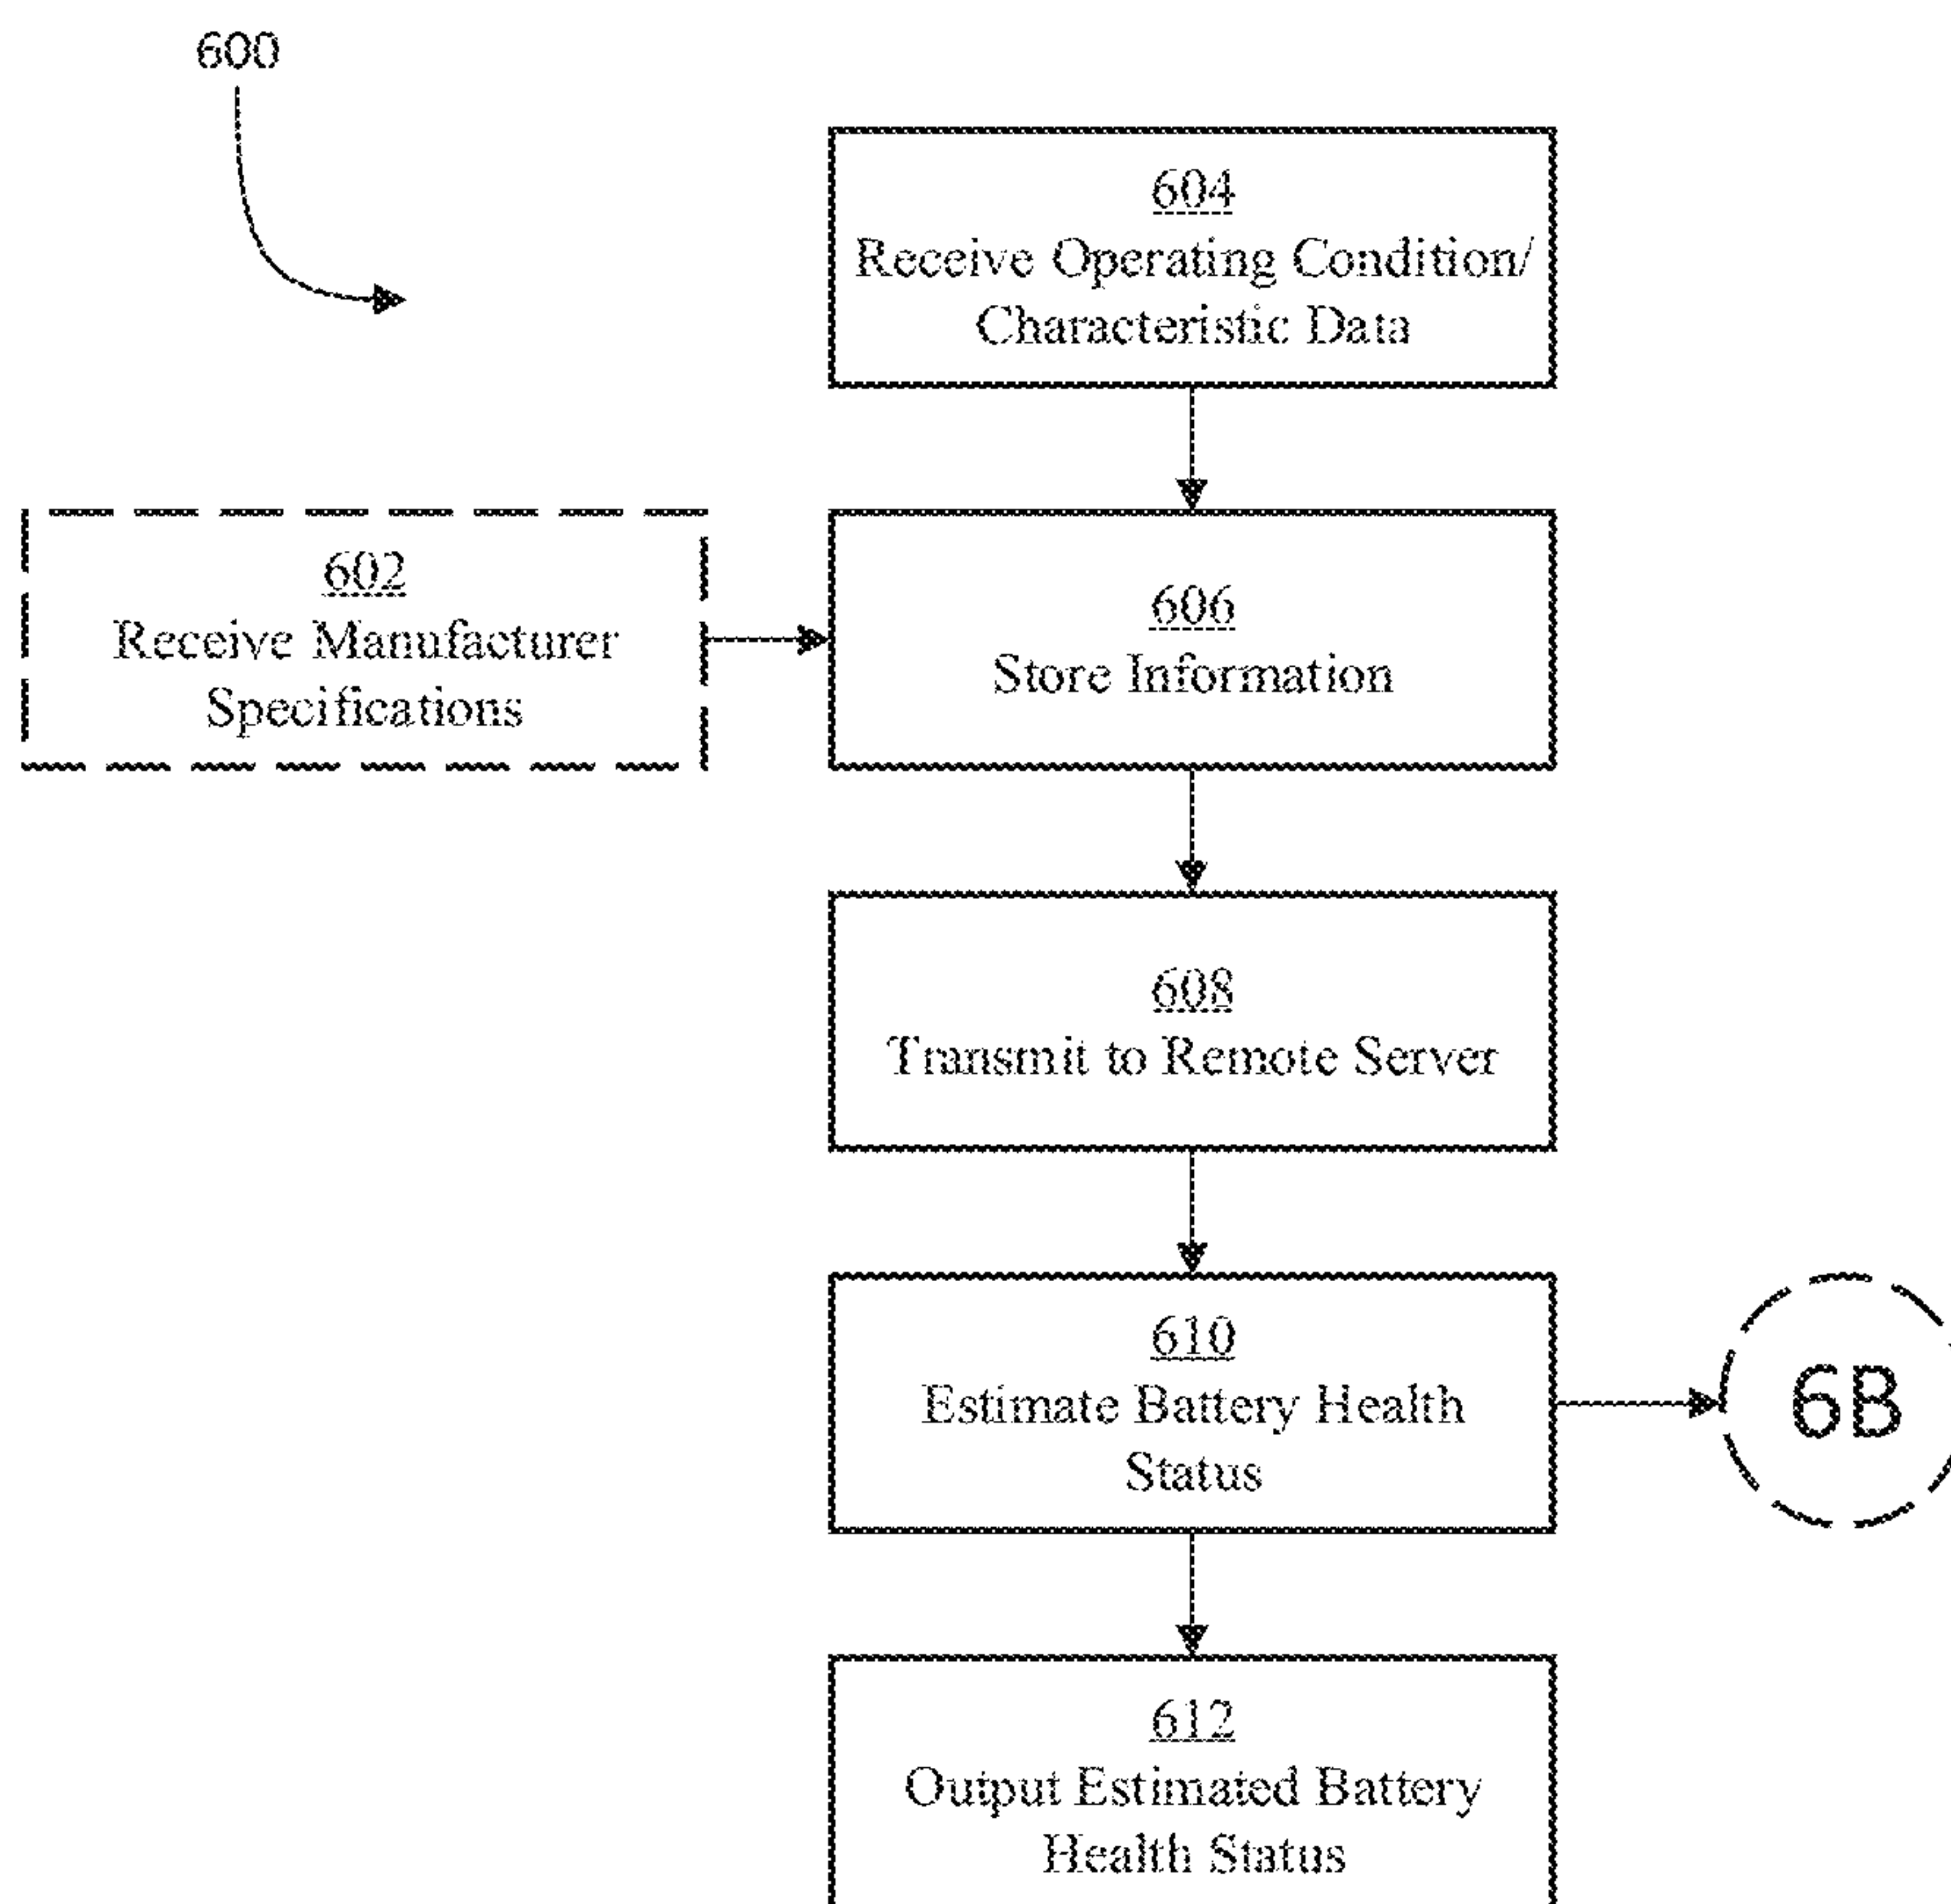 600
604
Receive Operating Condition/
Characteristic Data
602
Receive Manufacturer
Specifications
606
Store Information
608
Transmit to Remote Server
610
Estimate Battery Health
Status
6B
612
Output Estimated Battery
Health Status